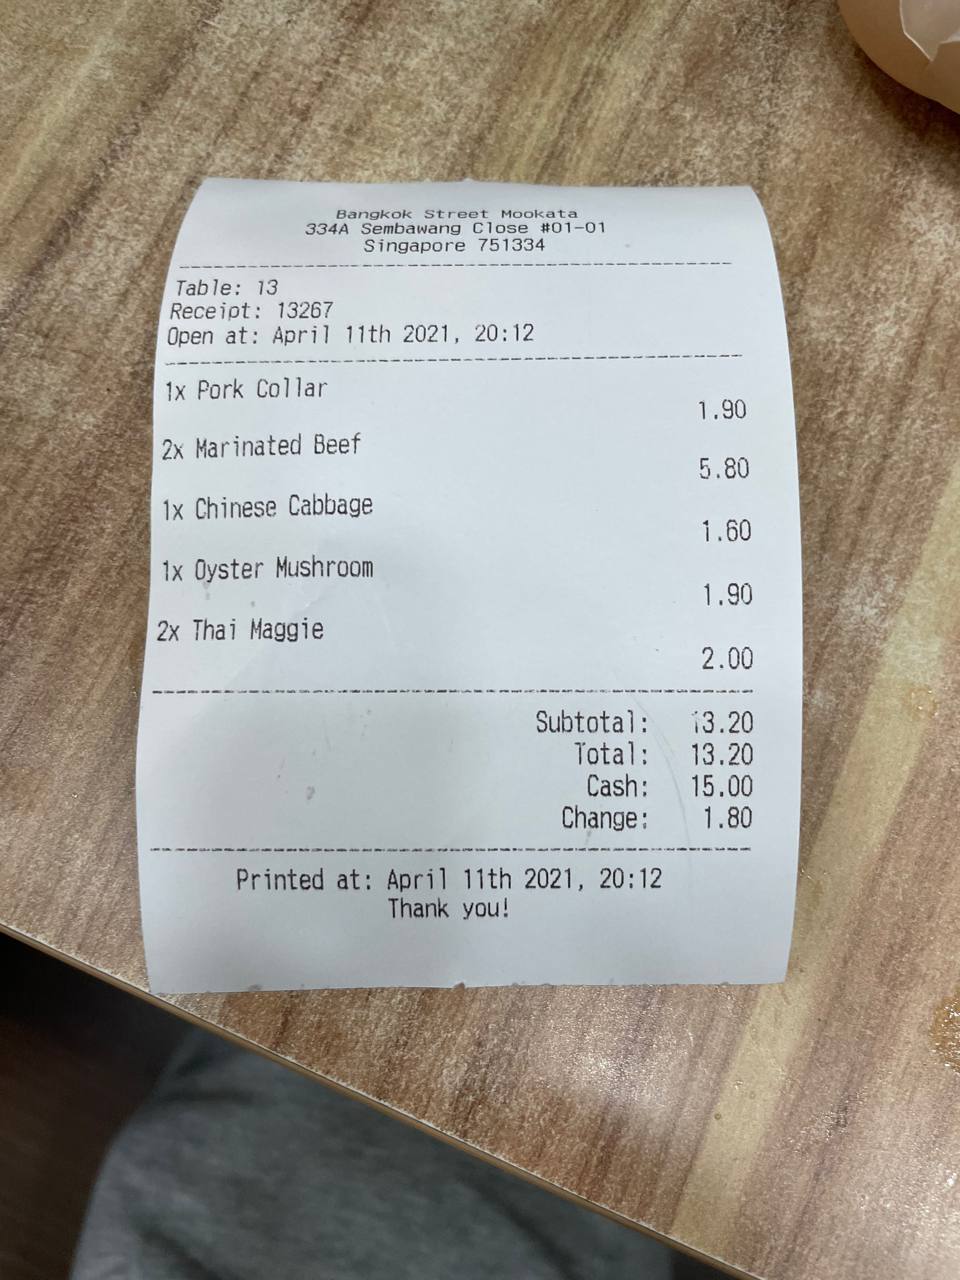 Bangkok Street Mookata
334A Sembawang Close #01-01
Singapore 751334
Table: 13
Receipt: 13267
Open at: April 11th 2021, 20:12
1x Pork Collar
1.90
2x Marinated Beef
5.80
1x Chinese Cabbage
1.60
1x Oyster Mushroom
1.90
2x Thai Maggie
2.00
Subtotal: 13.20
Total: 13.20
Cash: 15.00
Change: 1.80
Printed at: April 11th 2021, 20:12
Thank you!